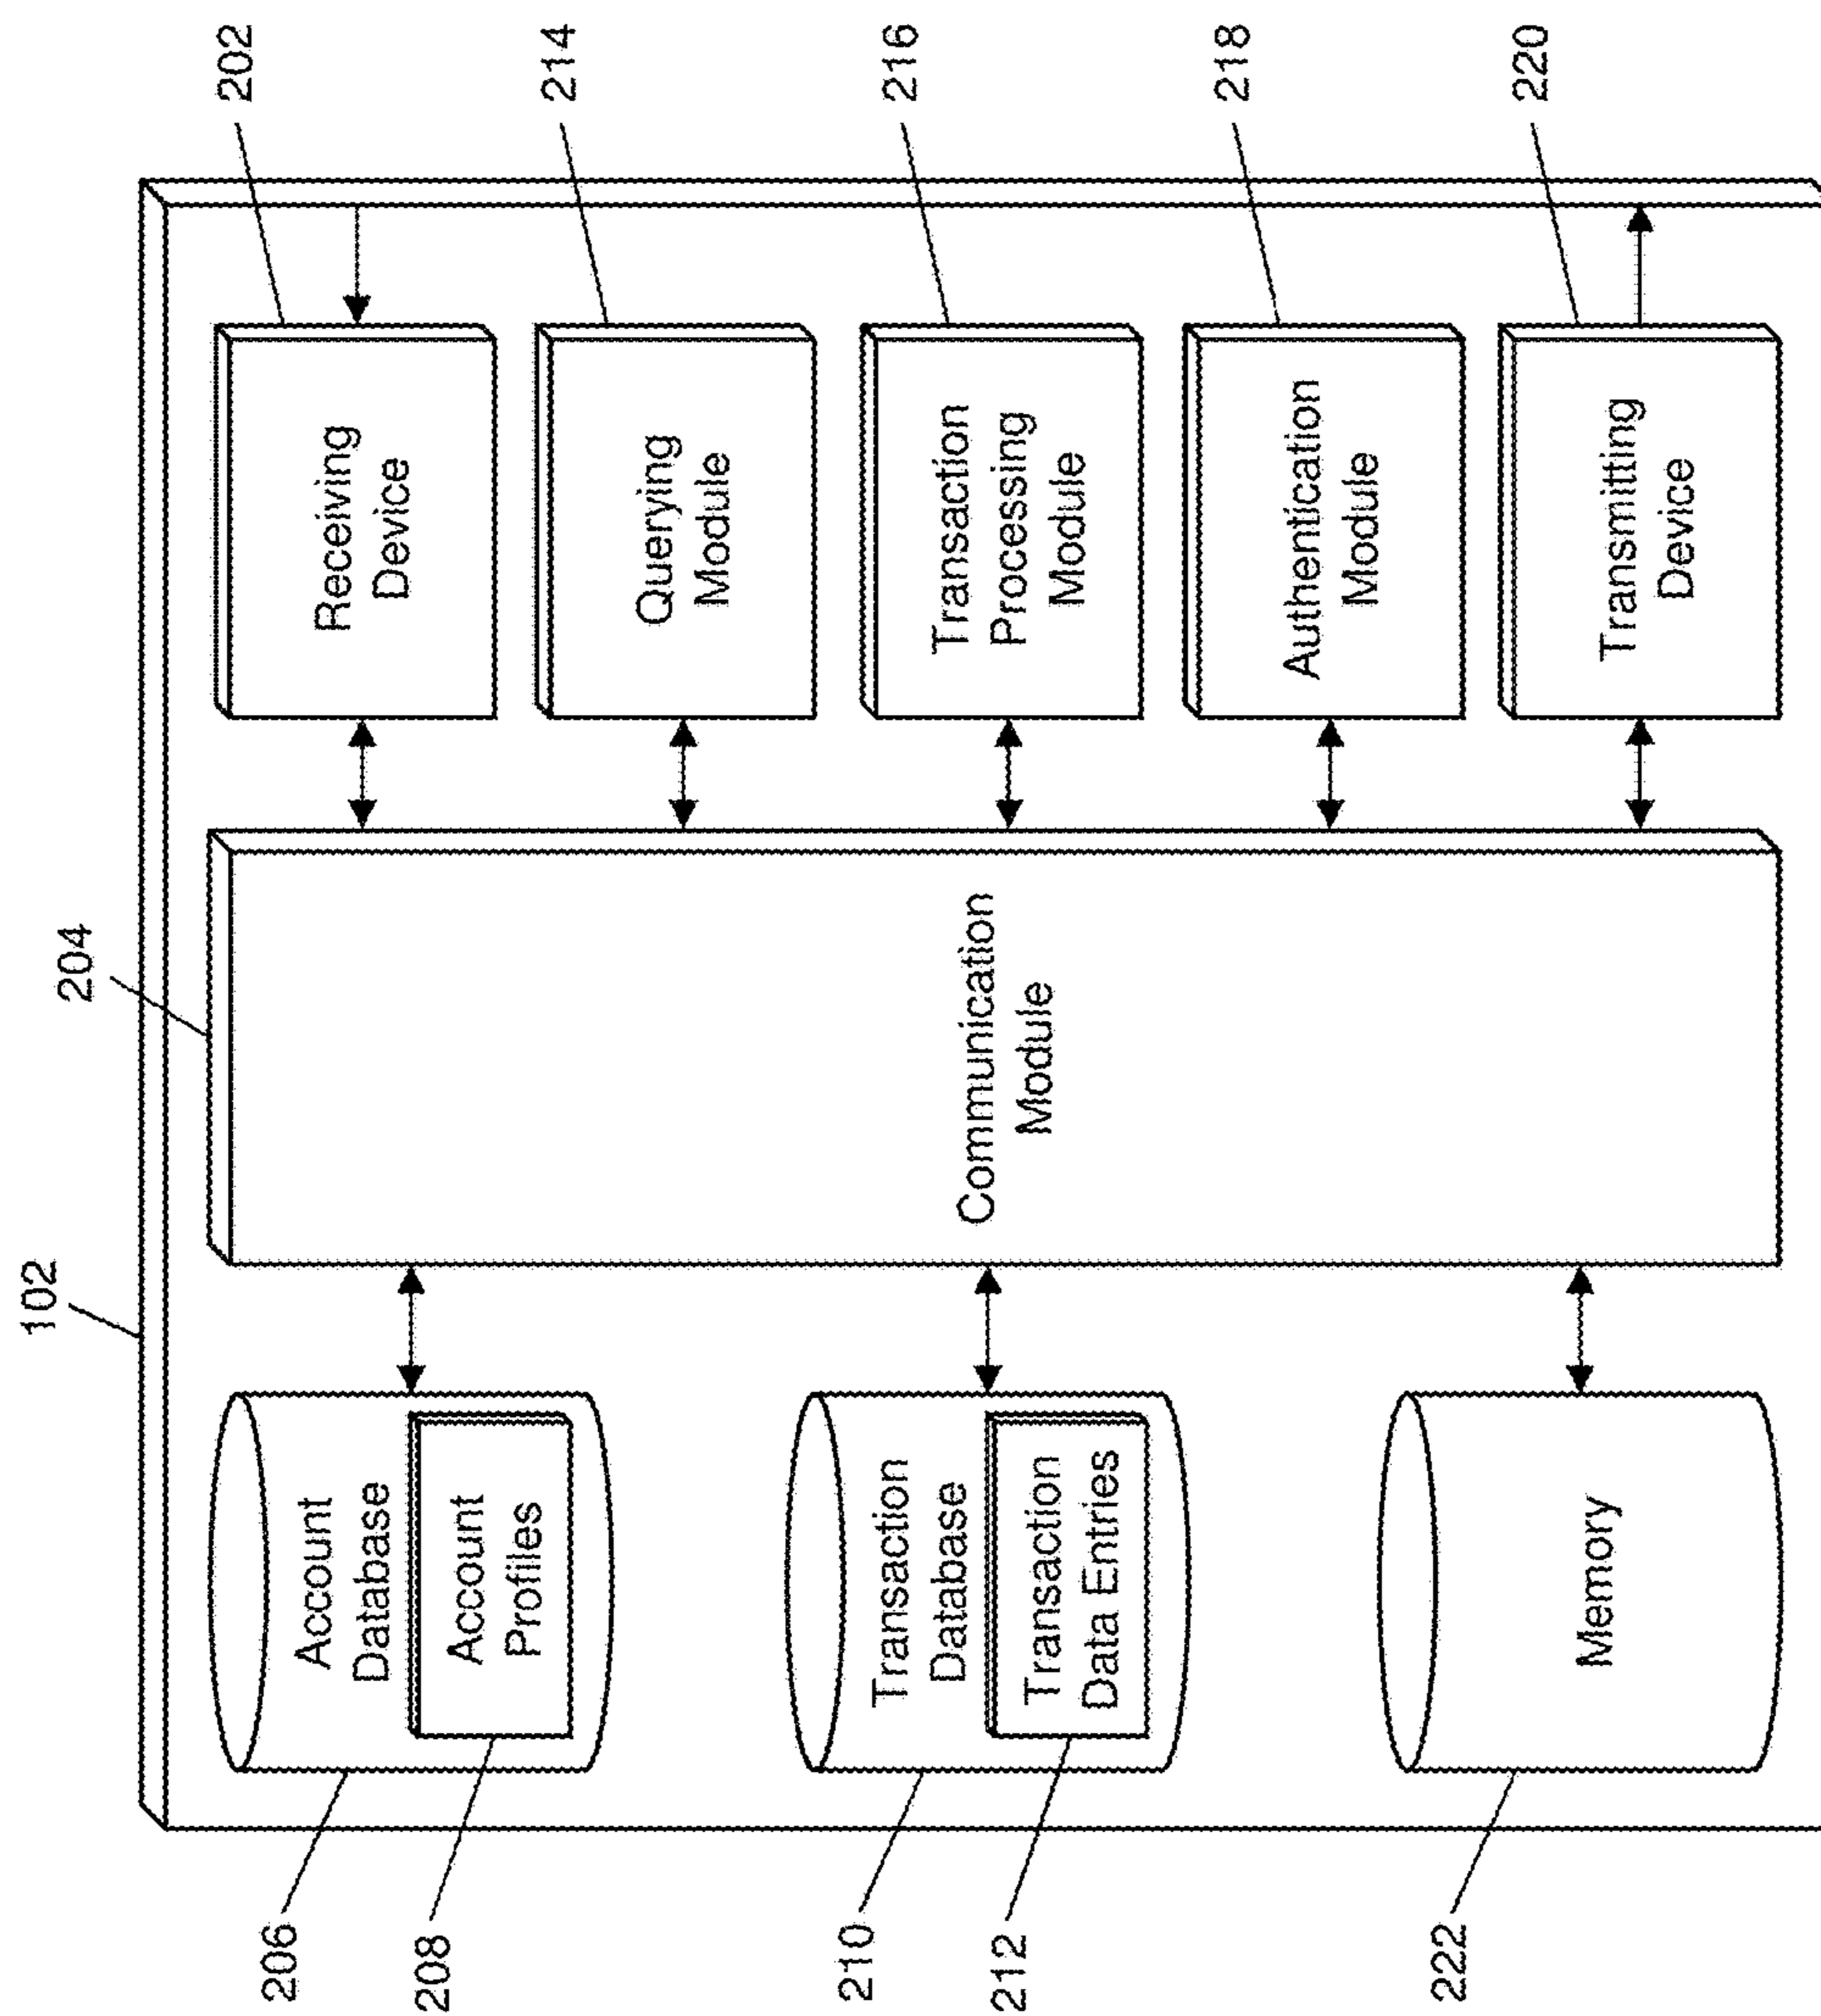 102
204
206
Account
Database
208
Account
Profiles
210
Transaction
Database
212
Transaction
Data Entries
222
Memory
Communication
Module
Receiving
Device
202
Querying
Module
214
Transaction
Processing
Module
216
Authentication
Module
218
Transmitting
Device
220